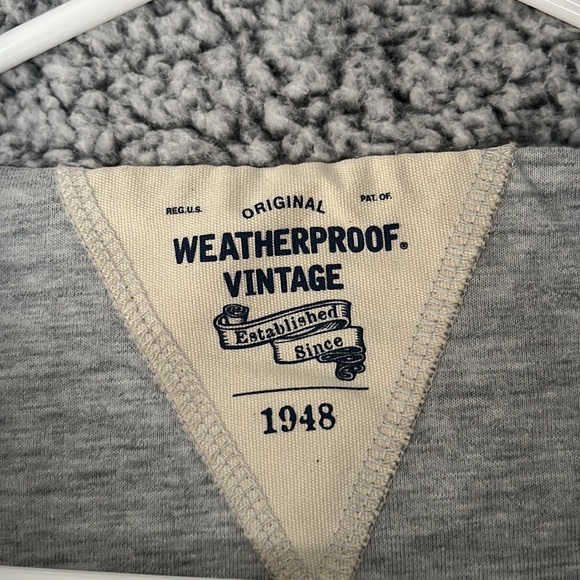 REG.U.S. ORIGINAL PAT. OF.
WEATHERPROOF®
VINTAGE
Established
Since
1948